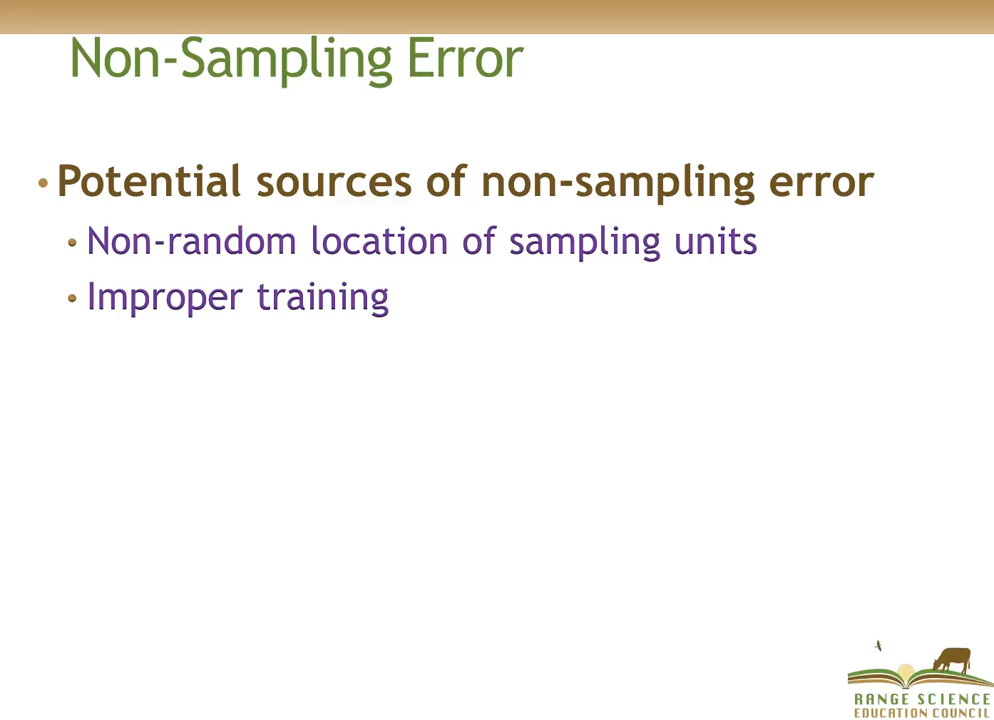 Non-Sampling Error
• Potential sources of non-sampling error
• Non-random location of sampling units
• Improper training
RANGE SCIENCE
EDUCATION COUNCIL